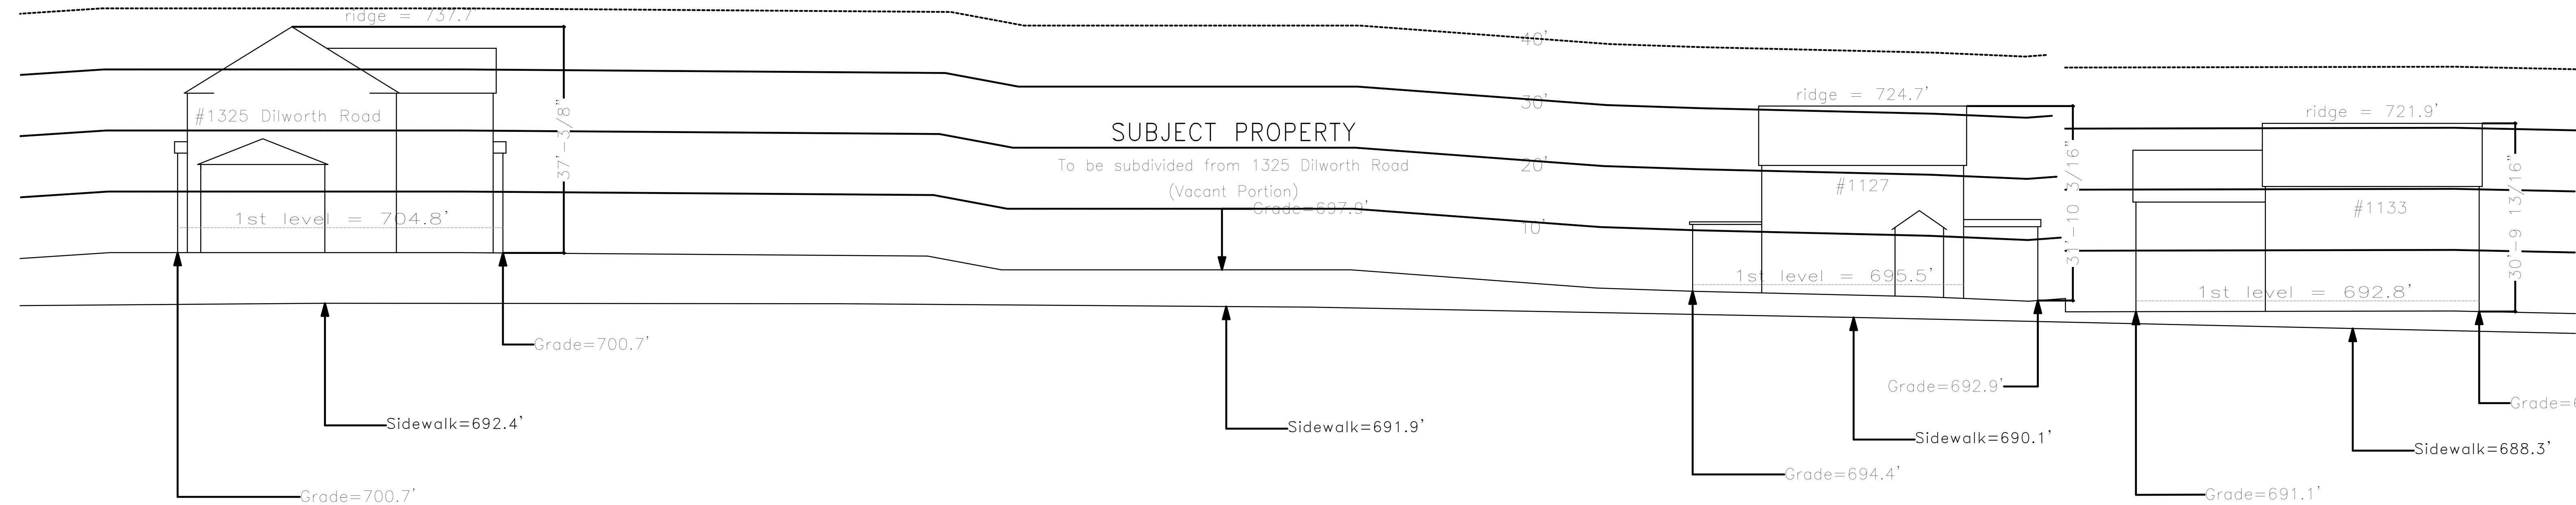 ridge = 737.7'
#1325 Dilworth Road
37'-3/8"
1st level = 704.8'
Grade=700.7'
Sidewalk=692.4'
Grade=700.7'
SUBJECT PROPERTY
To be subdivided from 1325 Dilworth Road
(Vacant Portion)
Grade=697.9'
Sidewalk=691.9'
40'
30'
20'
10'
ridge = 724.7'
#1127
31'-10 3/16"
1st level = 695.5'
Grade=692.9'
Sidewalk=690.1'
Grade=694.4'
ridge = 721.9'
#1133
30'-9 13/16"
1st level = 692.8'
Grade=
Sidewalk=688.3'
Grade=691.1'